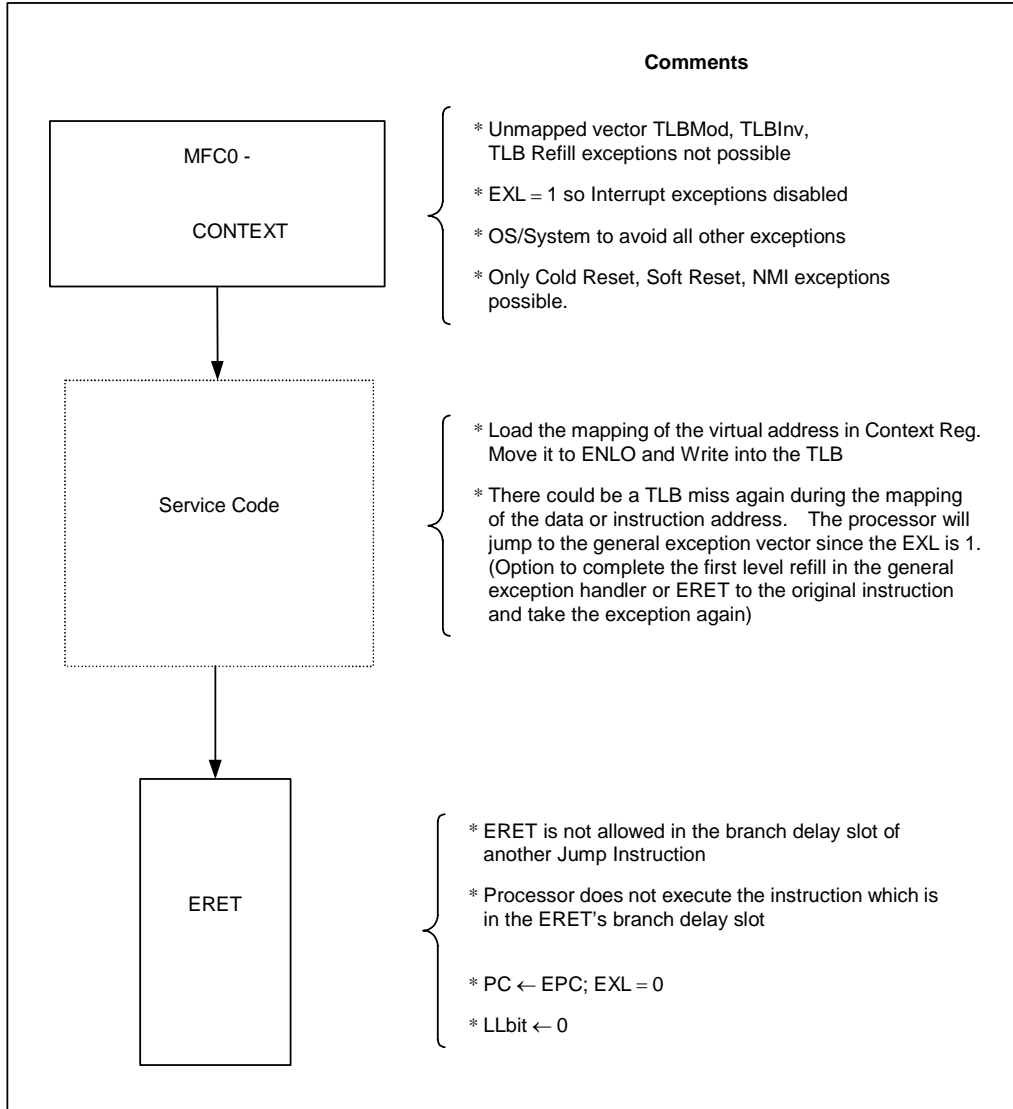 Comments
MFC0 -
CONTEXT
* Unmapped vector TLBMod, TLBInv,
TLB Refill exceptions not possible
* EXL = 1 so Interrupt exceptions disabled
* OS/System to avoid all other exceptions
* Only Cold Reset, Soft Reset, NMI exceptions
possible.
Service Code
* Load the mapping of the virtual address in Context Reg.
Move it to ENLO and Write into the TLB
* There could be a TLB miss again during the mapping
of the data or instruction address. The processor will
jump to the general exception vector since the EXL is 1.
(Option to complete the first level refill in the general
exception handler or ERET to the original instruction
and take the exception again)
ERET
* ERET is not allowed in the branch delay slot of
another Jump Instruction
* Processor does not execute the instruction which is
in the ERET’s branch delay slot
* PC ← EPC; EXL = 0
* LLbit ← 0